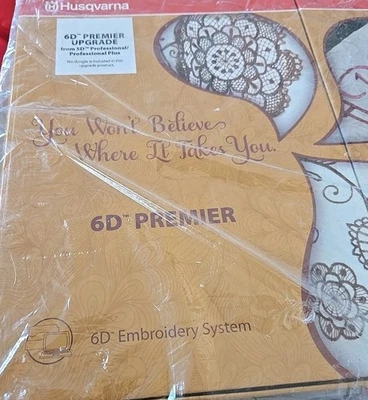 Husqvarna
6D™ PREMIER
UPGRADE
from 5D™ Professional/
Professional Plus
No dongle is included in this
upgrade product.
You Won't Believe
Where It Takes You.
6D™ PREMIER
6D™ Embroidery System